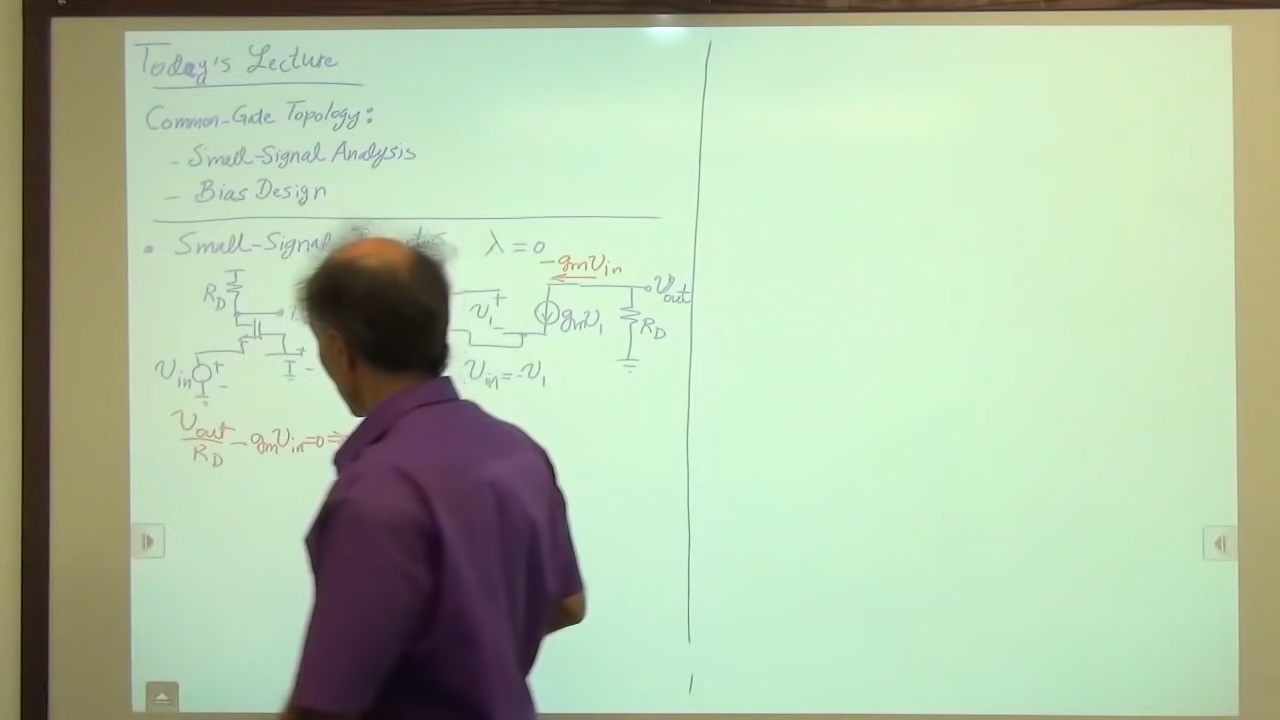 Today's Lecture
Common-Gate Topology:
- Small-Signal Analysis
- Bias Design
• Small-Signal λ = 0
-gmVin
RD
Vout
V1
+
-
gmV1
RD
Vin
+
-
+
-
Vin = -V1
Vout/RD - gmVin = 0 ⇒